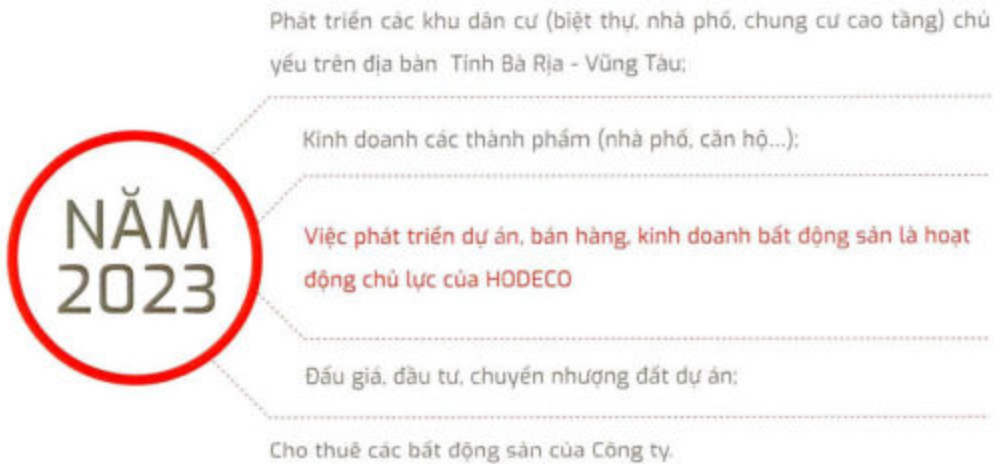 Phát triển các khu dân cư (biệt thự, nhà phố, chung cư cao tầng) chủ
yếu trên địa bàn Tỉnh Bà Rịa - Vũng Tàu;
Kinh doanh các thành phẩm (nhà phố, căn hộ...);
NĂM
2023
Việc phát triển dự án, bán hàng, kinh doanh bất động sản là hoạt
động chủ lực của HODECO
Đấu giá, đầu tư, chuyển nhượng đất dự án;
Cho thuê các bất động sản của Công ty.